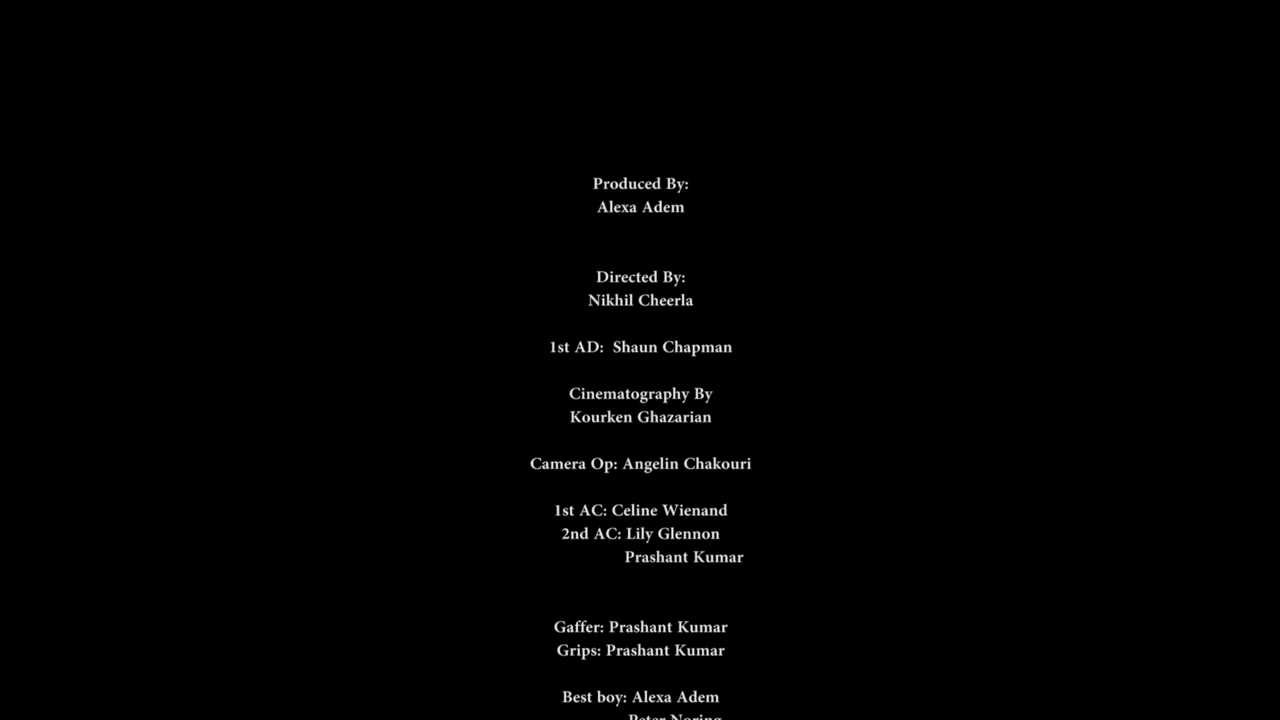 Produced By:
Alexa Adem
Directed By:
Nikhil Cheerla
1st AD:  Shaun Chapman
Cinematography By
Kourken Ghazarian
Camera Op: Angelin Chakouri
1st AC: Celine Wienand
2nd AC: Lily Glennon
Prashant Kumar
Gaffer: Prashant Kumar
Grips: Prashant Kumar
Best boy: Alexa Adem
Peter Noring